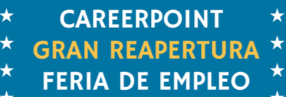 CAREERPOINT
GRAN REAPERTURA
FERIA DE EMPLEO